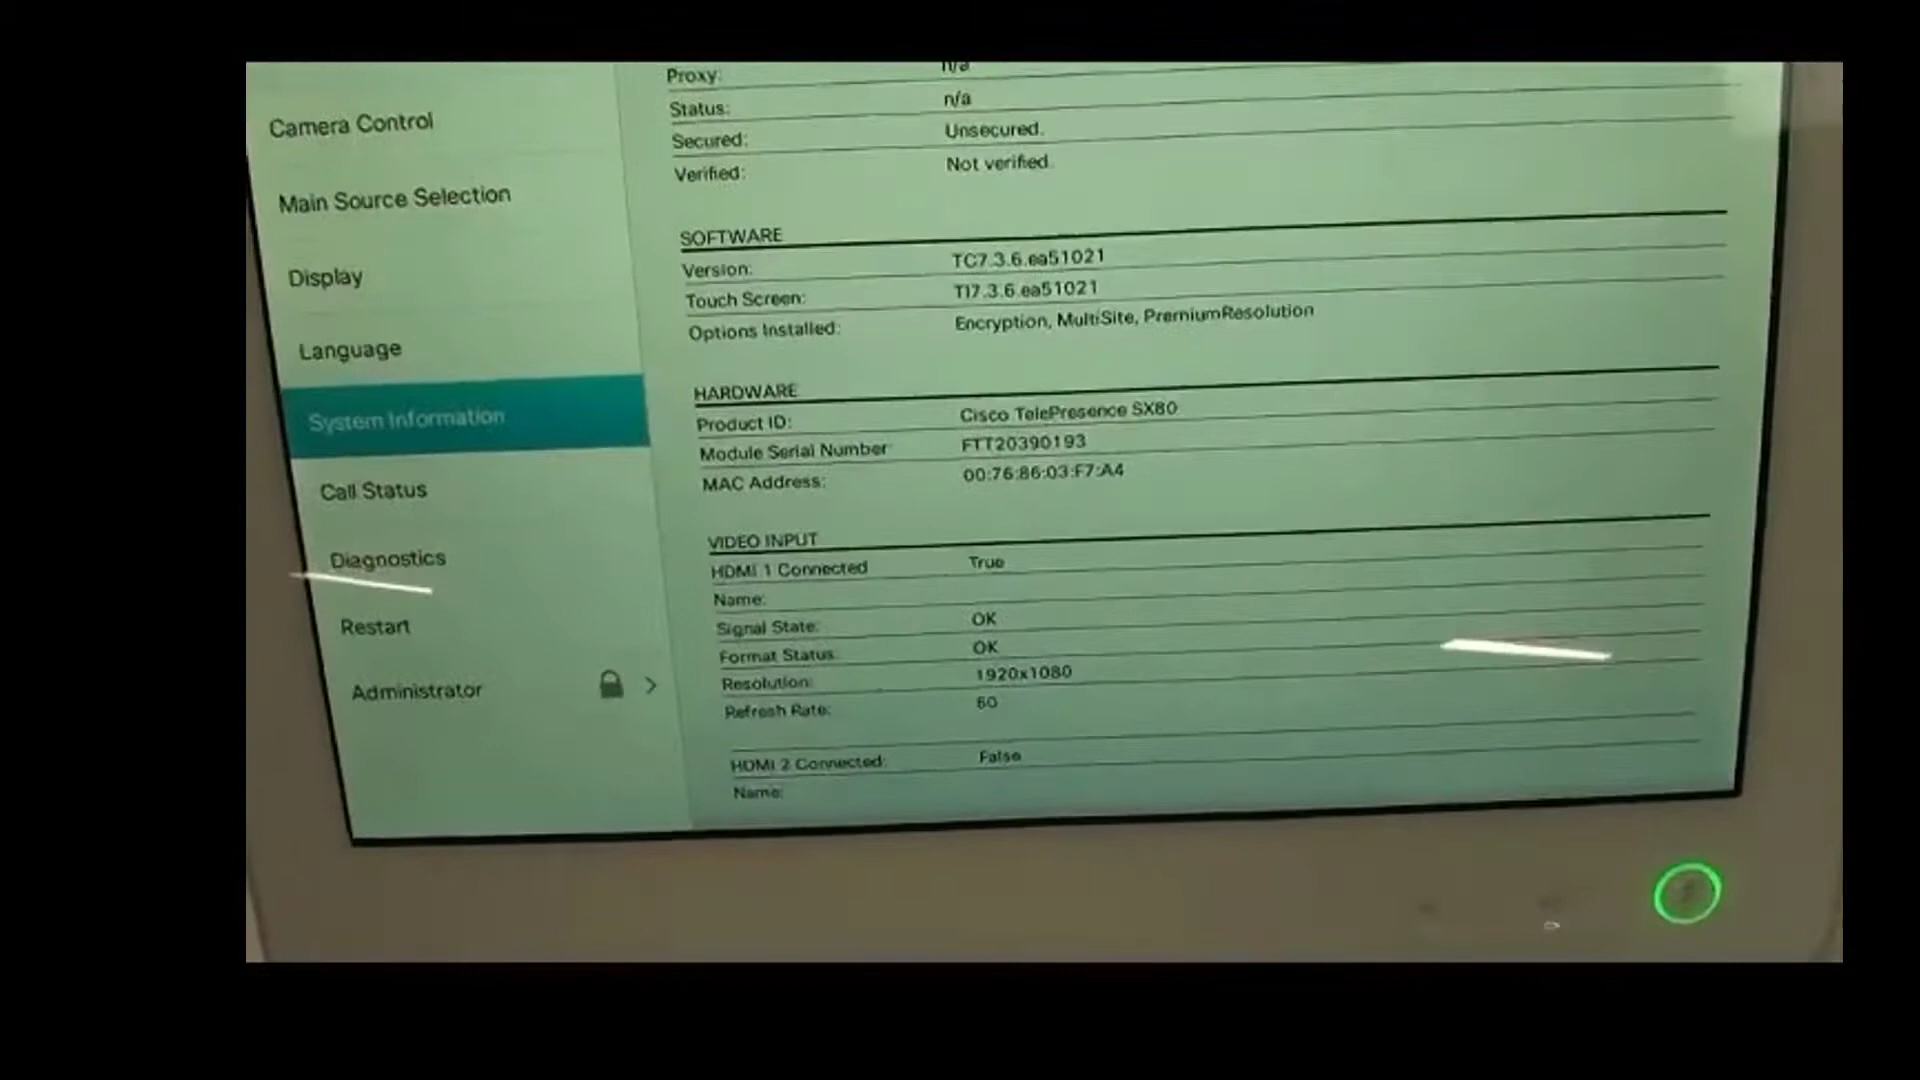 Camera Control
Main Source Selection
Display
Language
System Information
Call Status
Diagnostics
Restart
Administrator
Proxy: n/a
Status: n/a
Secured: Unsecured.
Verified: Not verified.
SOFTWARE
Version: TC7.3.6.ea51021
Touch Screen: TI7.3.6.ea51021
Options Installed: Encryption, MultiSite, PremiumResolution
HARDWARE
Product ID: Cisco TelePresence SX80
Module Serial Number: FTT20390193
MAC Address: 00:76:86:03:F7:A4
VIDEO INPUT
HDMI 1 Connected True
Name:
Signal State: OK
Format Status: OK
Resolution: 1920x1080
Refresh Rate: 60
HDMI 2 Connected: False
Name: